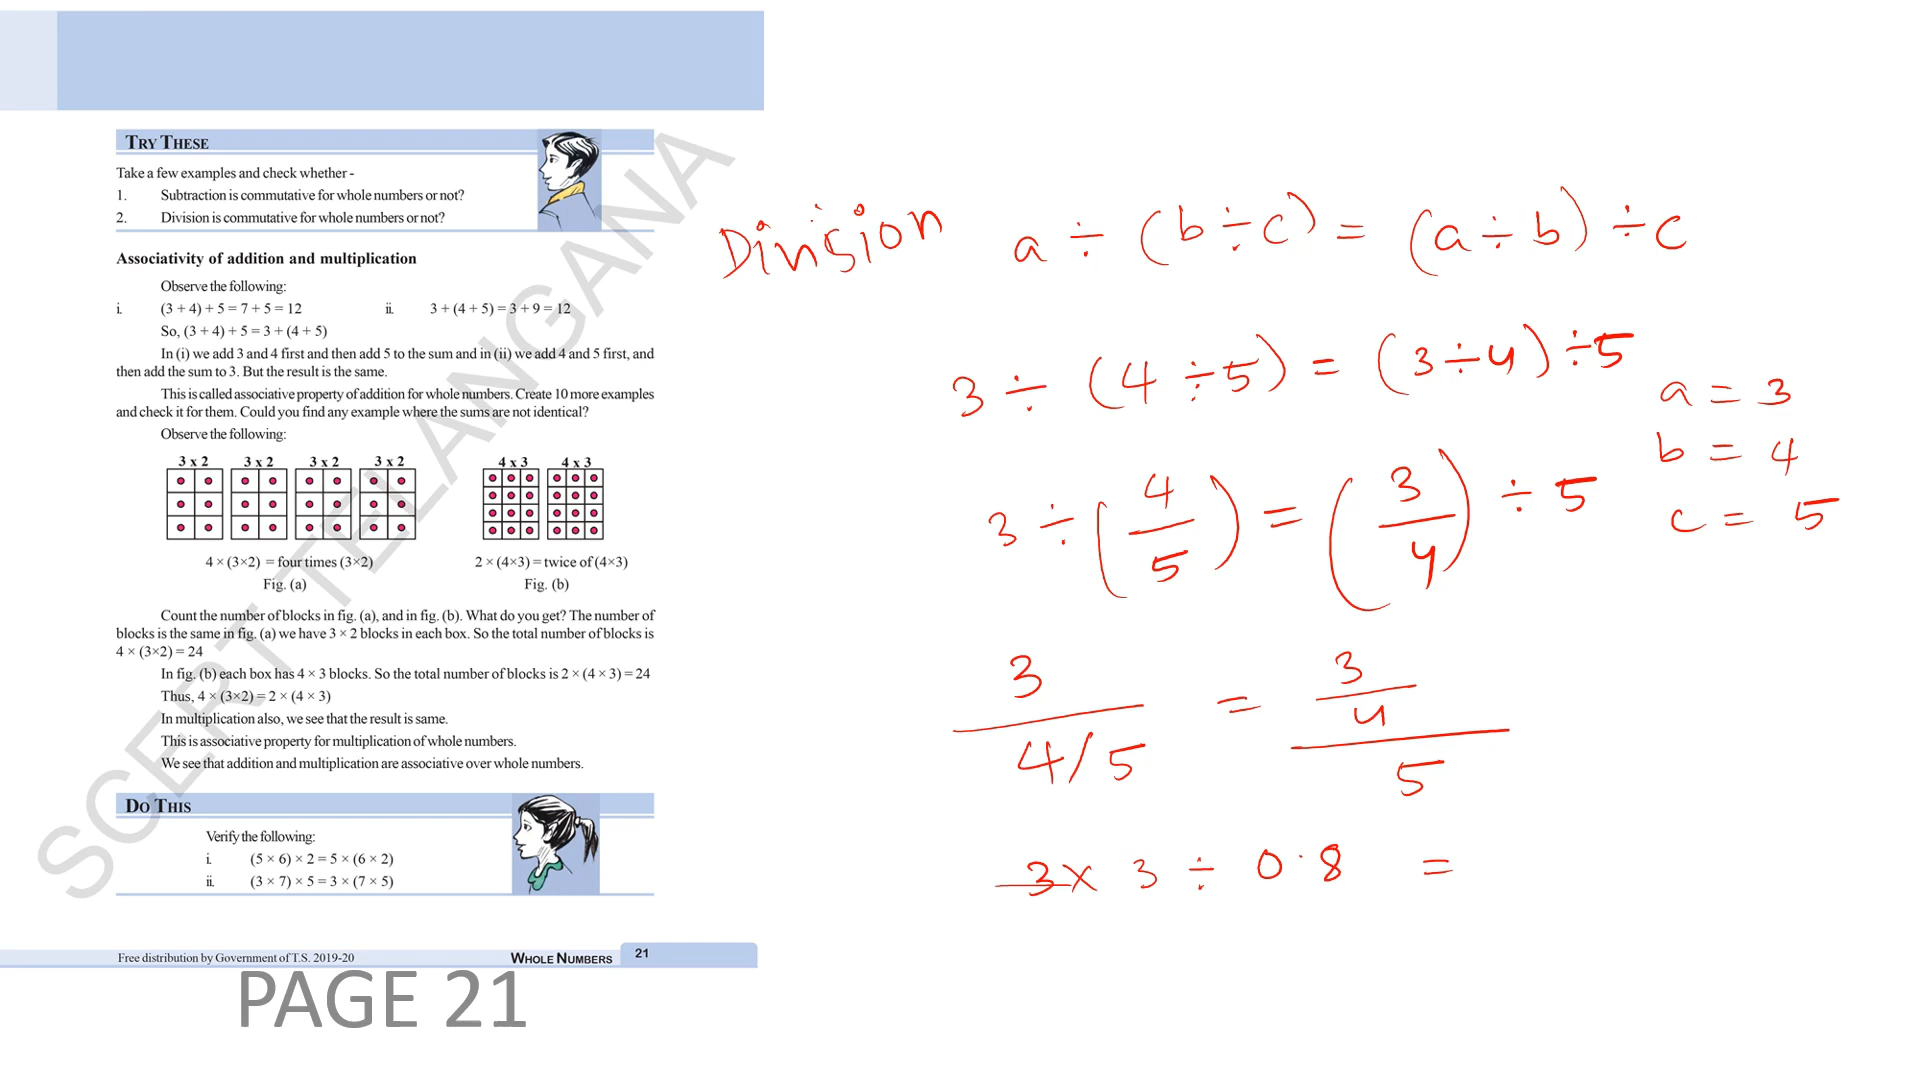 TRY THESE
Take a few examples and check whether -
1. Subtraction is commutative for whole numbers or not?
2. Division is commutative for whole numbers or not?
Associativity of addition and multiplication
Observe the following:
i. (3 + 4) + 5 = 7 + 5 = 12 ii. 3 + (4 + 5) = 3 + 9 = 12
So, (3 + 4) + 5 = 3 + (4 + 5)
In (i) we add 3 and 4 first and then add 5 to the sum and in (ii) we add 4 and 5 first, and
then add the sum to 3. But the result is the same.
This is called associative property of addition for whole numbers. Create 10 more examples
and check it for them. Could you find any example where the sums are not identical?
Observe the following:
3 x 2 3 x 2 3 x 2 3 x 2 4 x 3 4 x 3
4 × (3×2) = four times (3×2) 2 × (4×3) = twice of (4×3)
Fig. (a) Fig. (b)
Count the number of blocks in fig. (a), and in fig. (b). What do you get? The number of
blocks is the same in fig. (a) we have 3 × 2 blocks in each box. So the total number of blocks is
4 × (3×2) = 24
In fig. (b) each box has 4 × 3 blocks. So the total number of blocks is 2 × (4 × 3) = 24
Thus, 4 × (3×2) = 2 × (4 × 3)
In multiplication also, we see that the result is same.
This is associative property for multiplication of whole numbers.
We see that addition and multiplication are associative over whole numbers.
DO THIS
Verify the following:
i. (5 × 6) × 2 = 5 × (6 × 2)
ii. (3 × 7) × 5 = 3 × (7 × 5)
Free distribution by Government of T.S. 2019-20 WHOLE NUMBERS 21
SCERT TELANGANA
PAGE 21
Division a ÷ (b ÷ c) = (a ÷ b) ÷ c
3 ÷ (4 ÷ 5) = (3 ÷ 4) ÷ 5
a = 3
b = 4
c = 5
3 ÷ (4/5) = (3/4) ÷ 5
3 / 4/5 = 3/4 / 5
3 × 3 ÷ 0.8 =